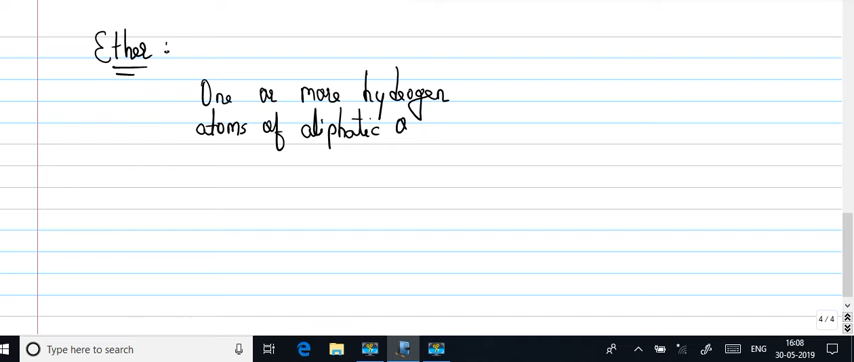 Ether :
One or more hydrogen
atoms of aliphatic o
4 / 4
Type here to search
ENG
16:08
30-05-2019